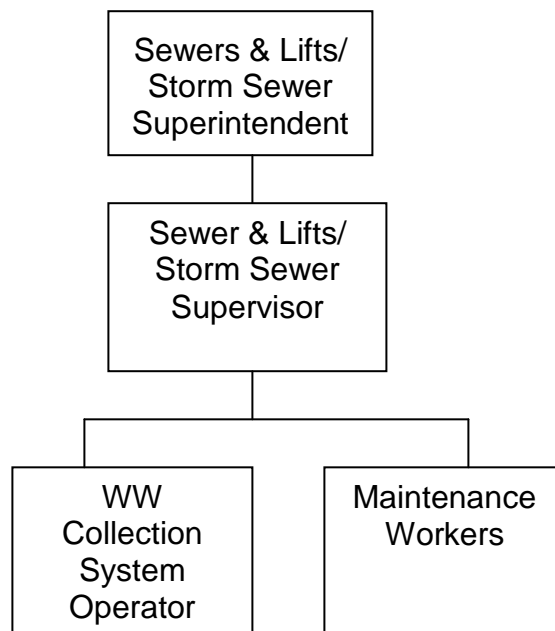 Sewers & Lifts/
Storm Sewer
Superintendent
Sewer & Lifts/
Storm Sewer
Supervisor
WW
Collection
System
Operator
Maintenance
Workers